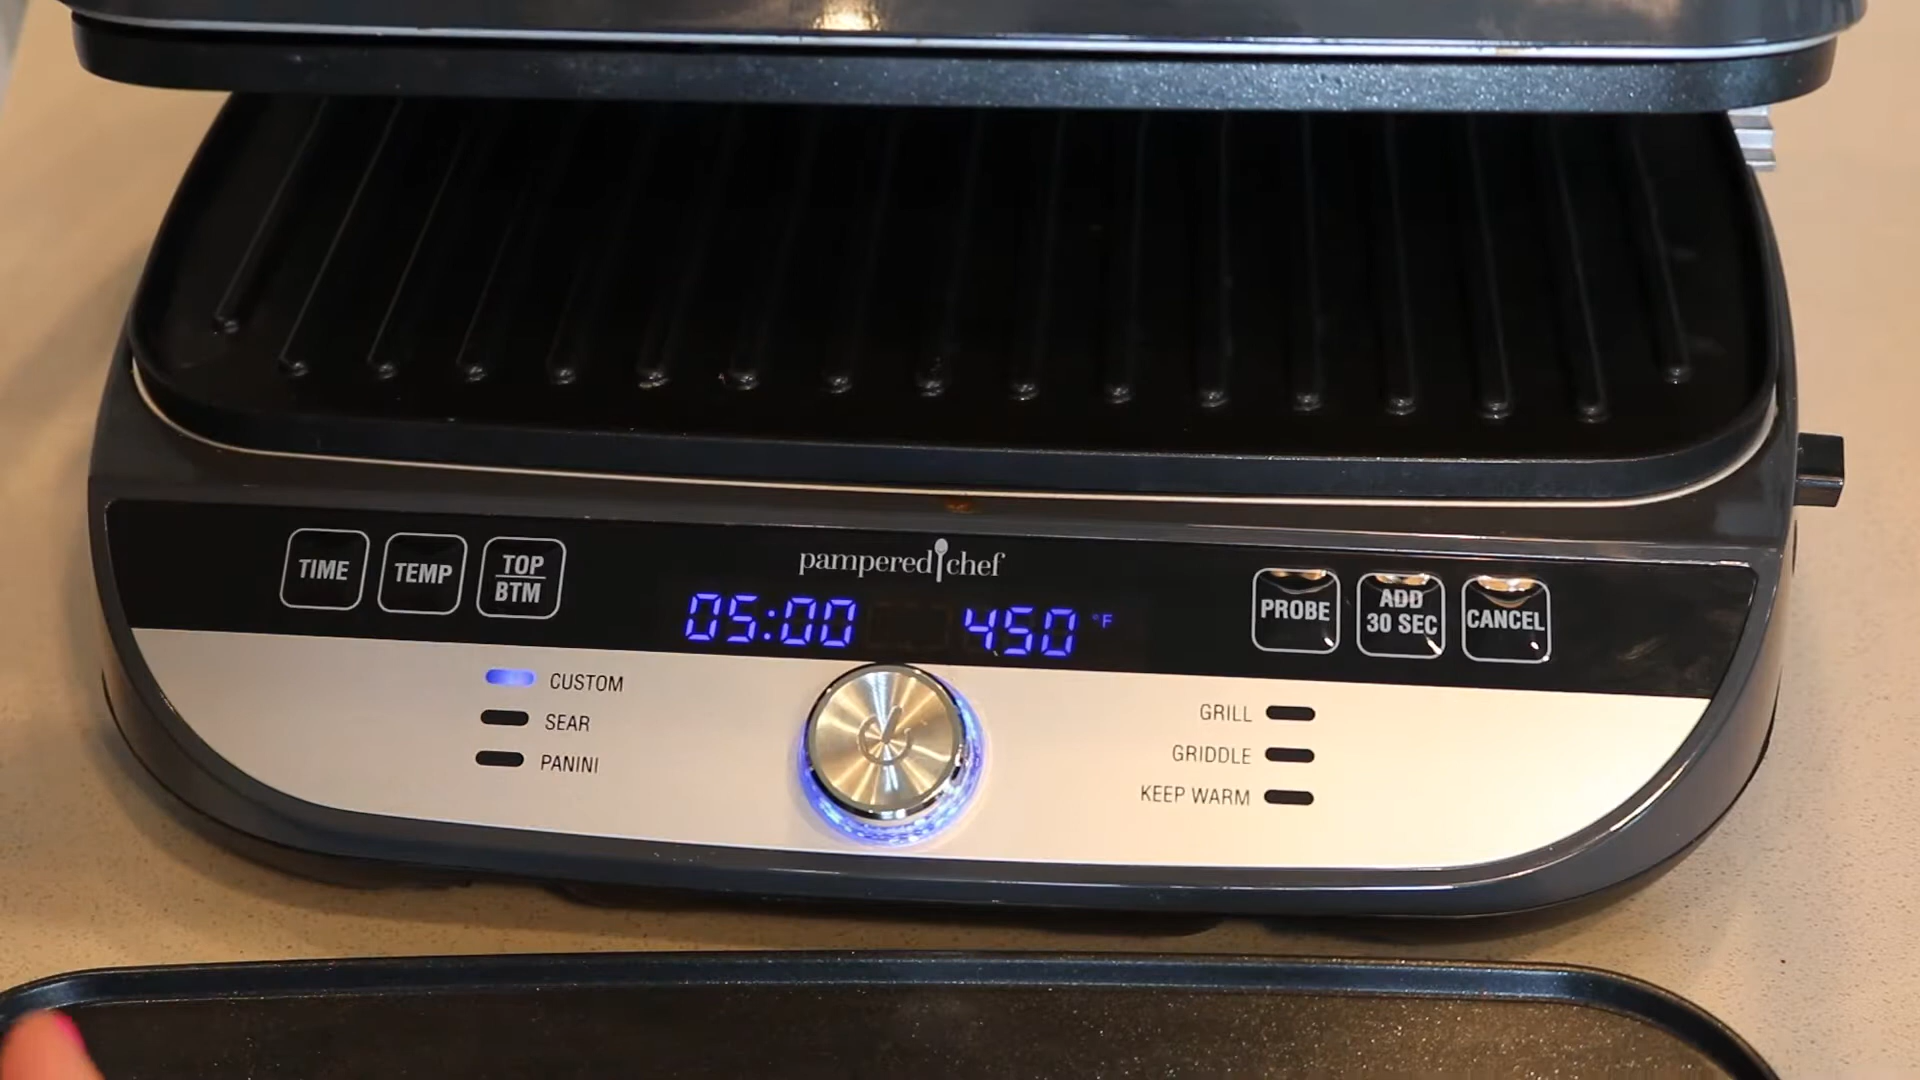 pampered chef
TIME
TEMP
TOP
BTM
05:00
450 °F
PROBE
ADD
30 SEC
CANCEL
CUSTOM
SEAR
PANINI
GRILL
GRIDDLE
KEEP WARM